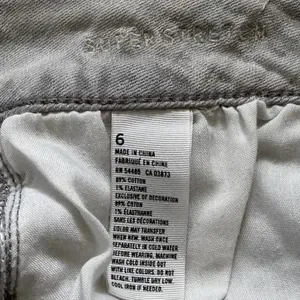 SUPER STRETCH
6
MADE IN CHINA
FABRIQUÉ EN CHINE
RN 54485 CA 03873
99% COTTON
1% ELASTANE
EXCLUSIVE OF DECORATION
99% COTON
1% ÉLASTHANNE
SANS LES DÉCORATIONS
COLOR MAY TRANSFER
WHEN NEW. WASH ONCE
SEPARATELY IN COLD WATER
BEFORE WEARING. MACHINE
WASH COLD INSIDE OUT
WITH LIKE COLORS. DO NOT
BLEACH. TUMBLE DRY LOW.
COOL IRON IF NEEDED.